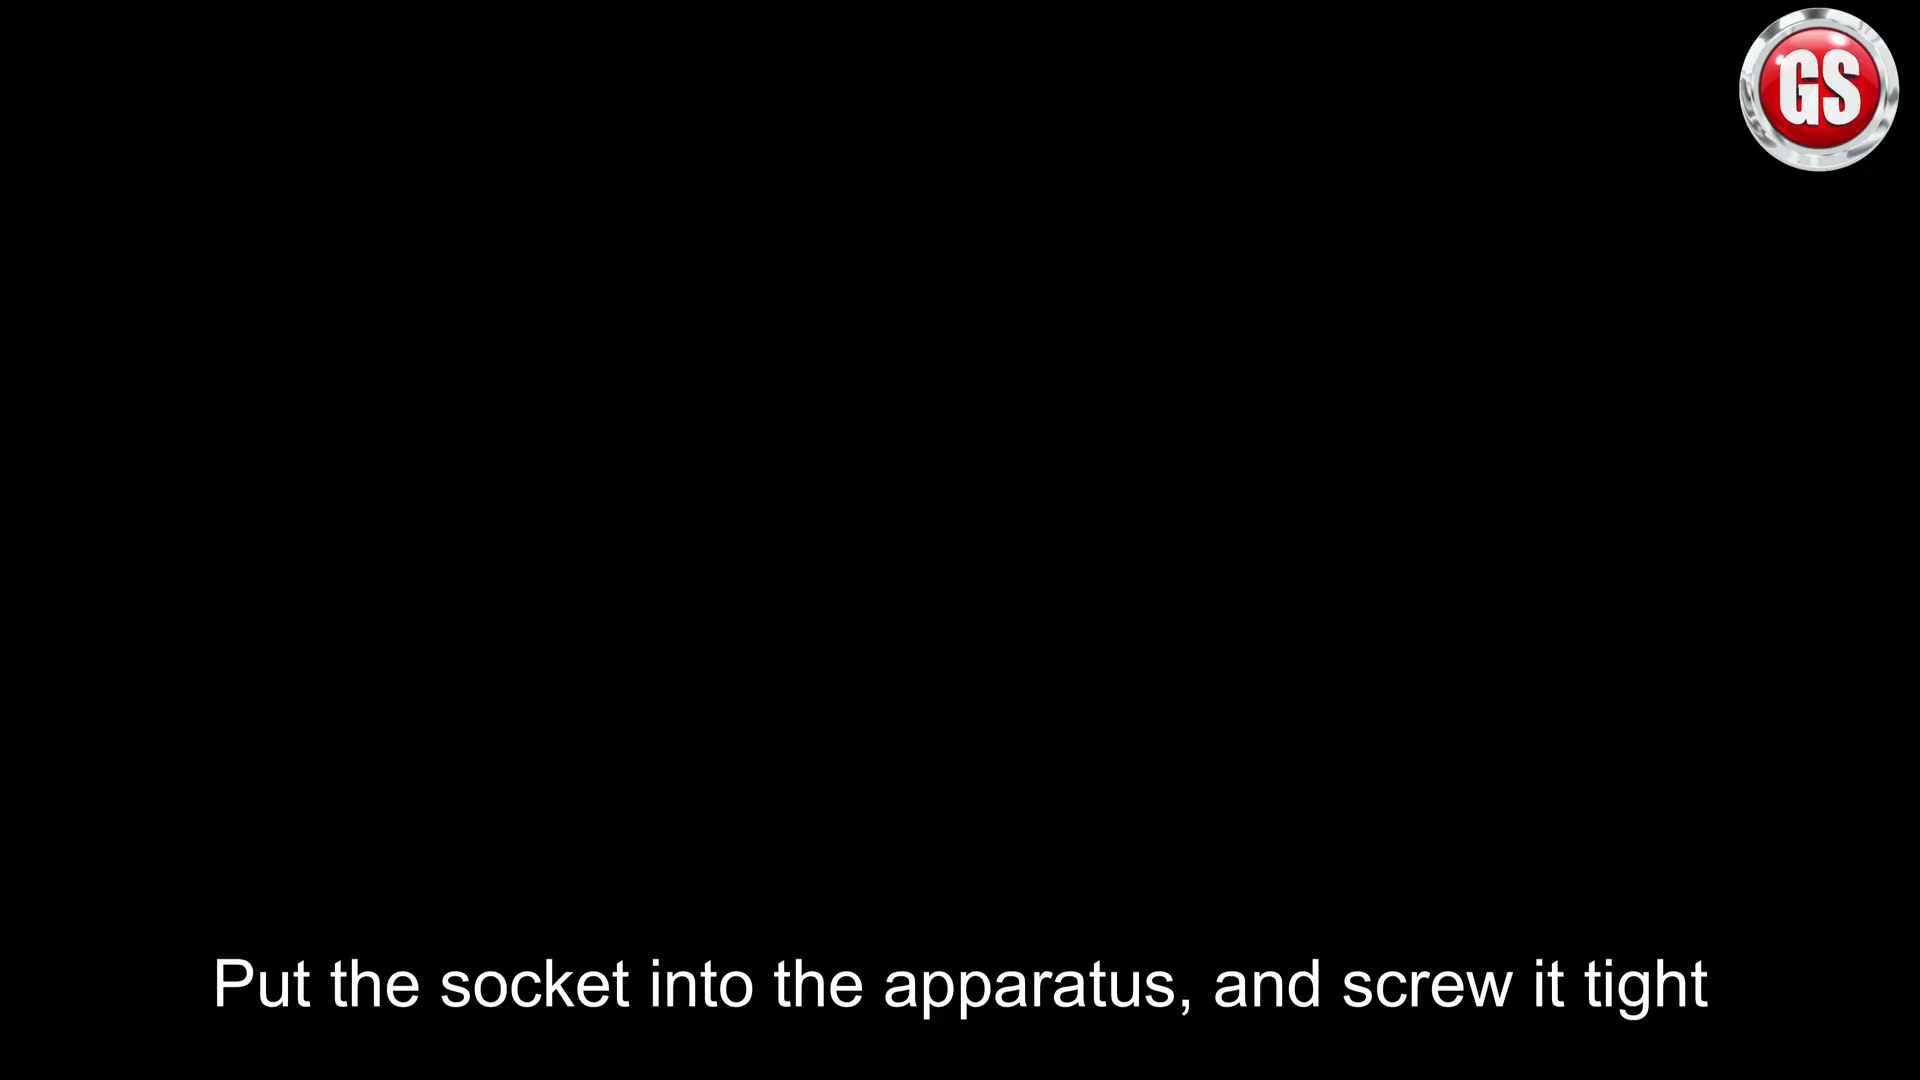 GS
Put the socket into the apparatus, and screw it tight